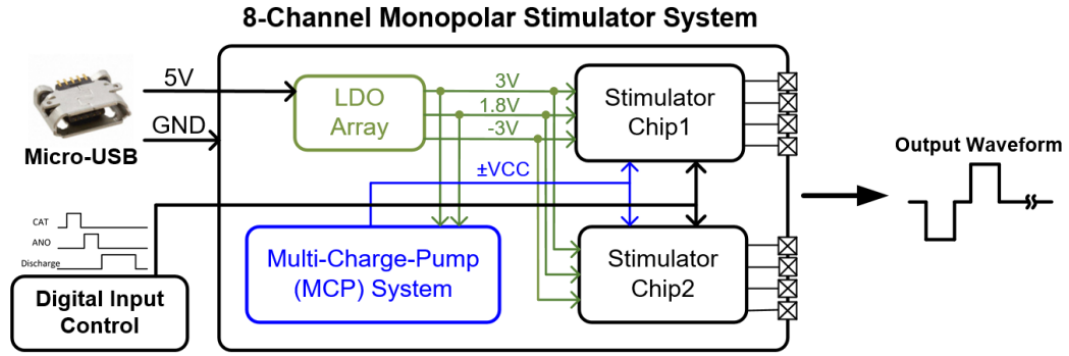 8-Channel Monopolar Stimulator System
5V
GND
Micro-USB
LDO
Array
3V
1.8V
-3V
Stimulator
Chip1
±VCC
Output Waveform
CAT
ANO
Discharge
Digital Input
Control
Multi-Charge-Pump
(MCP) System
Stimulator
Chip2